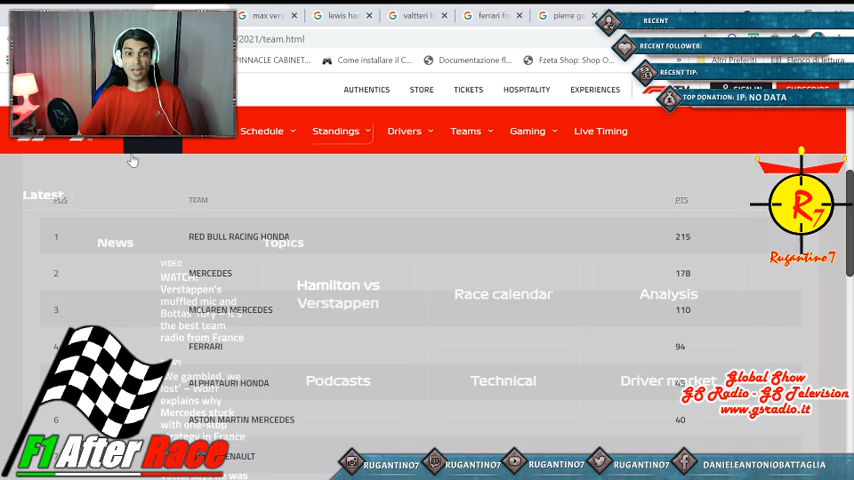 max vers
lewis har
valtteri b
ferrari fr
pierre ga
RECENT
2021/team.html
RECENT FOLLOWER:
PINNACLE CABINET...
Come installare il C...
Documentazione fl...
Fzeta Shop: Shop O...
Altri Preferiti
Elenco di lettura
RECENT TIP:
AUTHENTICS
STORE
TICKETS
HOSPITALITY
EXPERIENCES
SIGN IN
SUBSCRIBE
TOP DONATION: IP: NO DATA
Schedule
Standings
Drivers
Teams
Gaming
Live Timing
Latest
POS
TEAM
PTS
1
RED BULL RACING HONDA
215
News
Topics
VIDEO
2
MERCEDES
178
WATCH:
Verstappen's
muffled mic and
Bottas' fury – it's
the best team
radio from France
Hamilton vs
Verstappen
Race calendar
Analysis
3
MCLAREN MERCEDES
110
FERRARI
94
'We gambled, we
lost' – Wolff
explains why
Mercedes stuck
with one-stop
strategy in France
Podcasts
Technical
Driver market
ALPHATAURI HONDA
6
ASTON MARTIN MERCEDES
40
R7
Rugantino7
Global Show
GS Radio - GS Television
www.gsradio.it
F1 After Race
RUGANTINO7
RUGANTINO7
RUGANTINO7
RUGANTINO7
DANIELEANTONIOBATTAGLIA